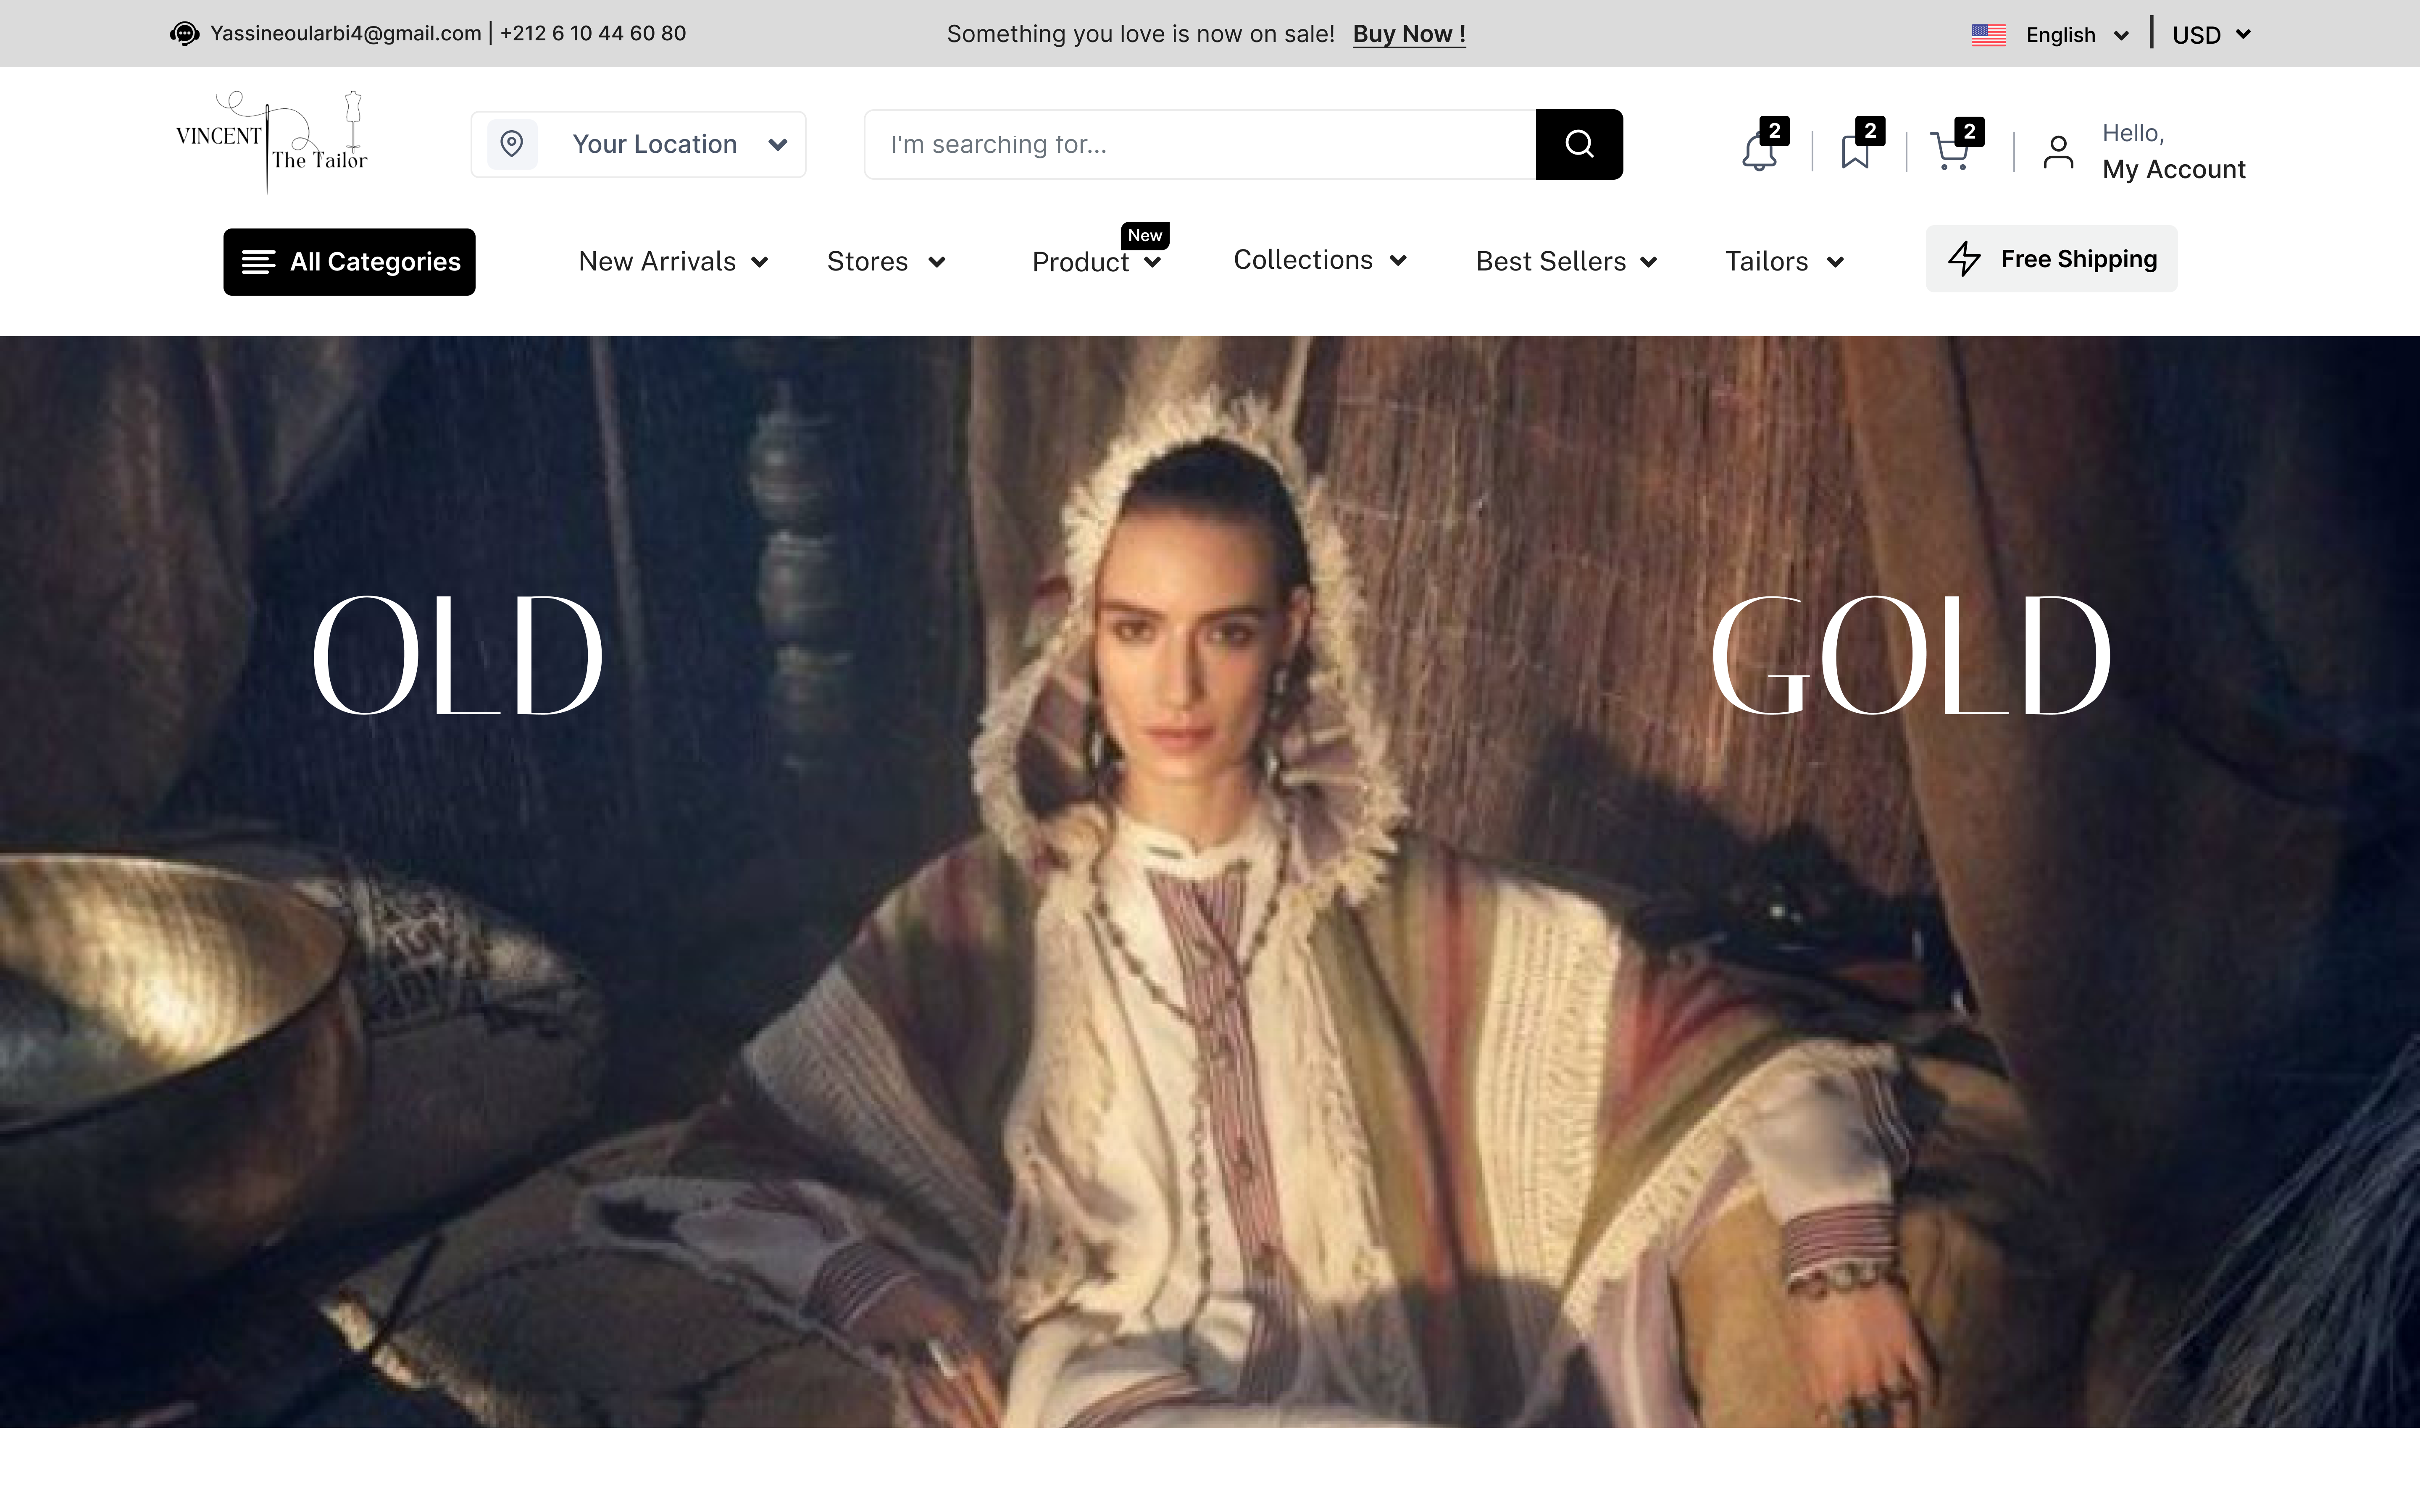 Yassineoularbi4@gmail.com | +212 6 10 44 60 80
Something you love is now on sale! Buy Now !
English
USD
VINCENT
The Tailor
Your Location
I'm searching for...
2
2
2
Hello,
My Account
All Categories
New Arrivals
Stores
New
Product
Collections
Best Sellers
Tailors
Free Shipping
OLD
GOLD